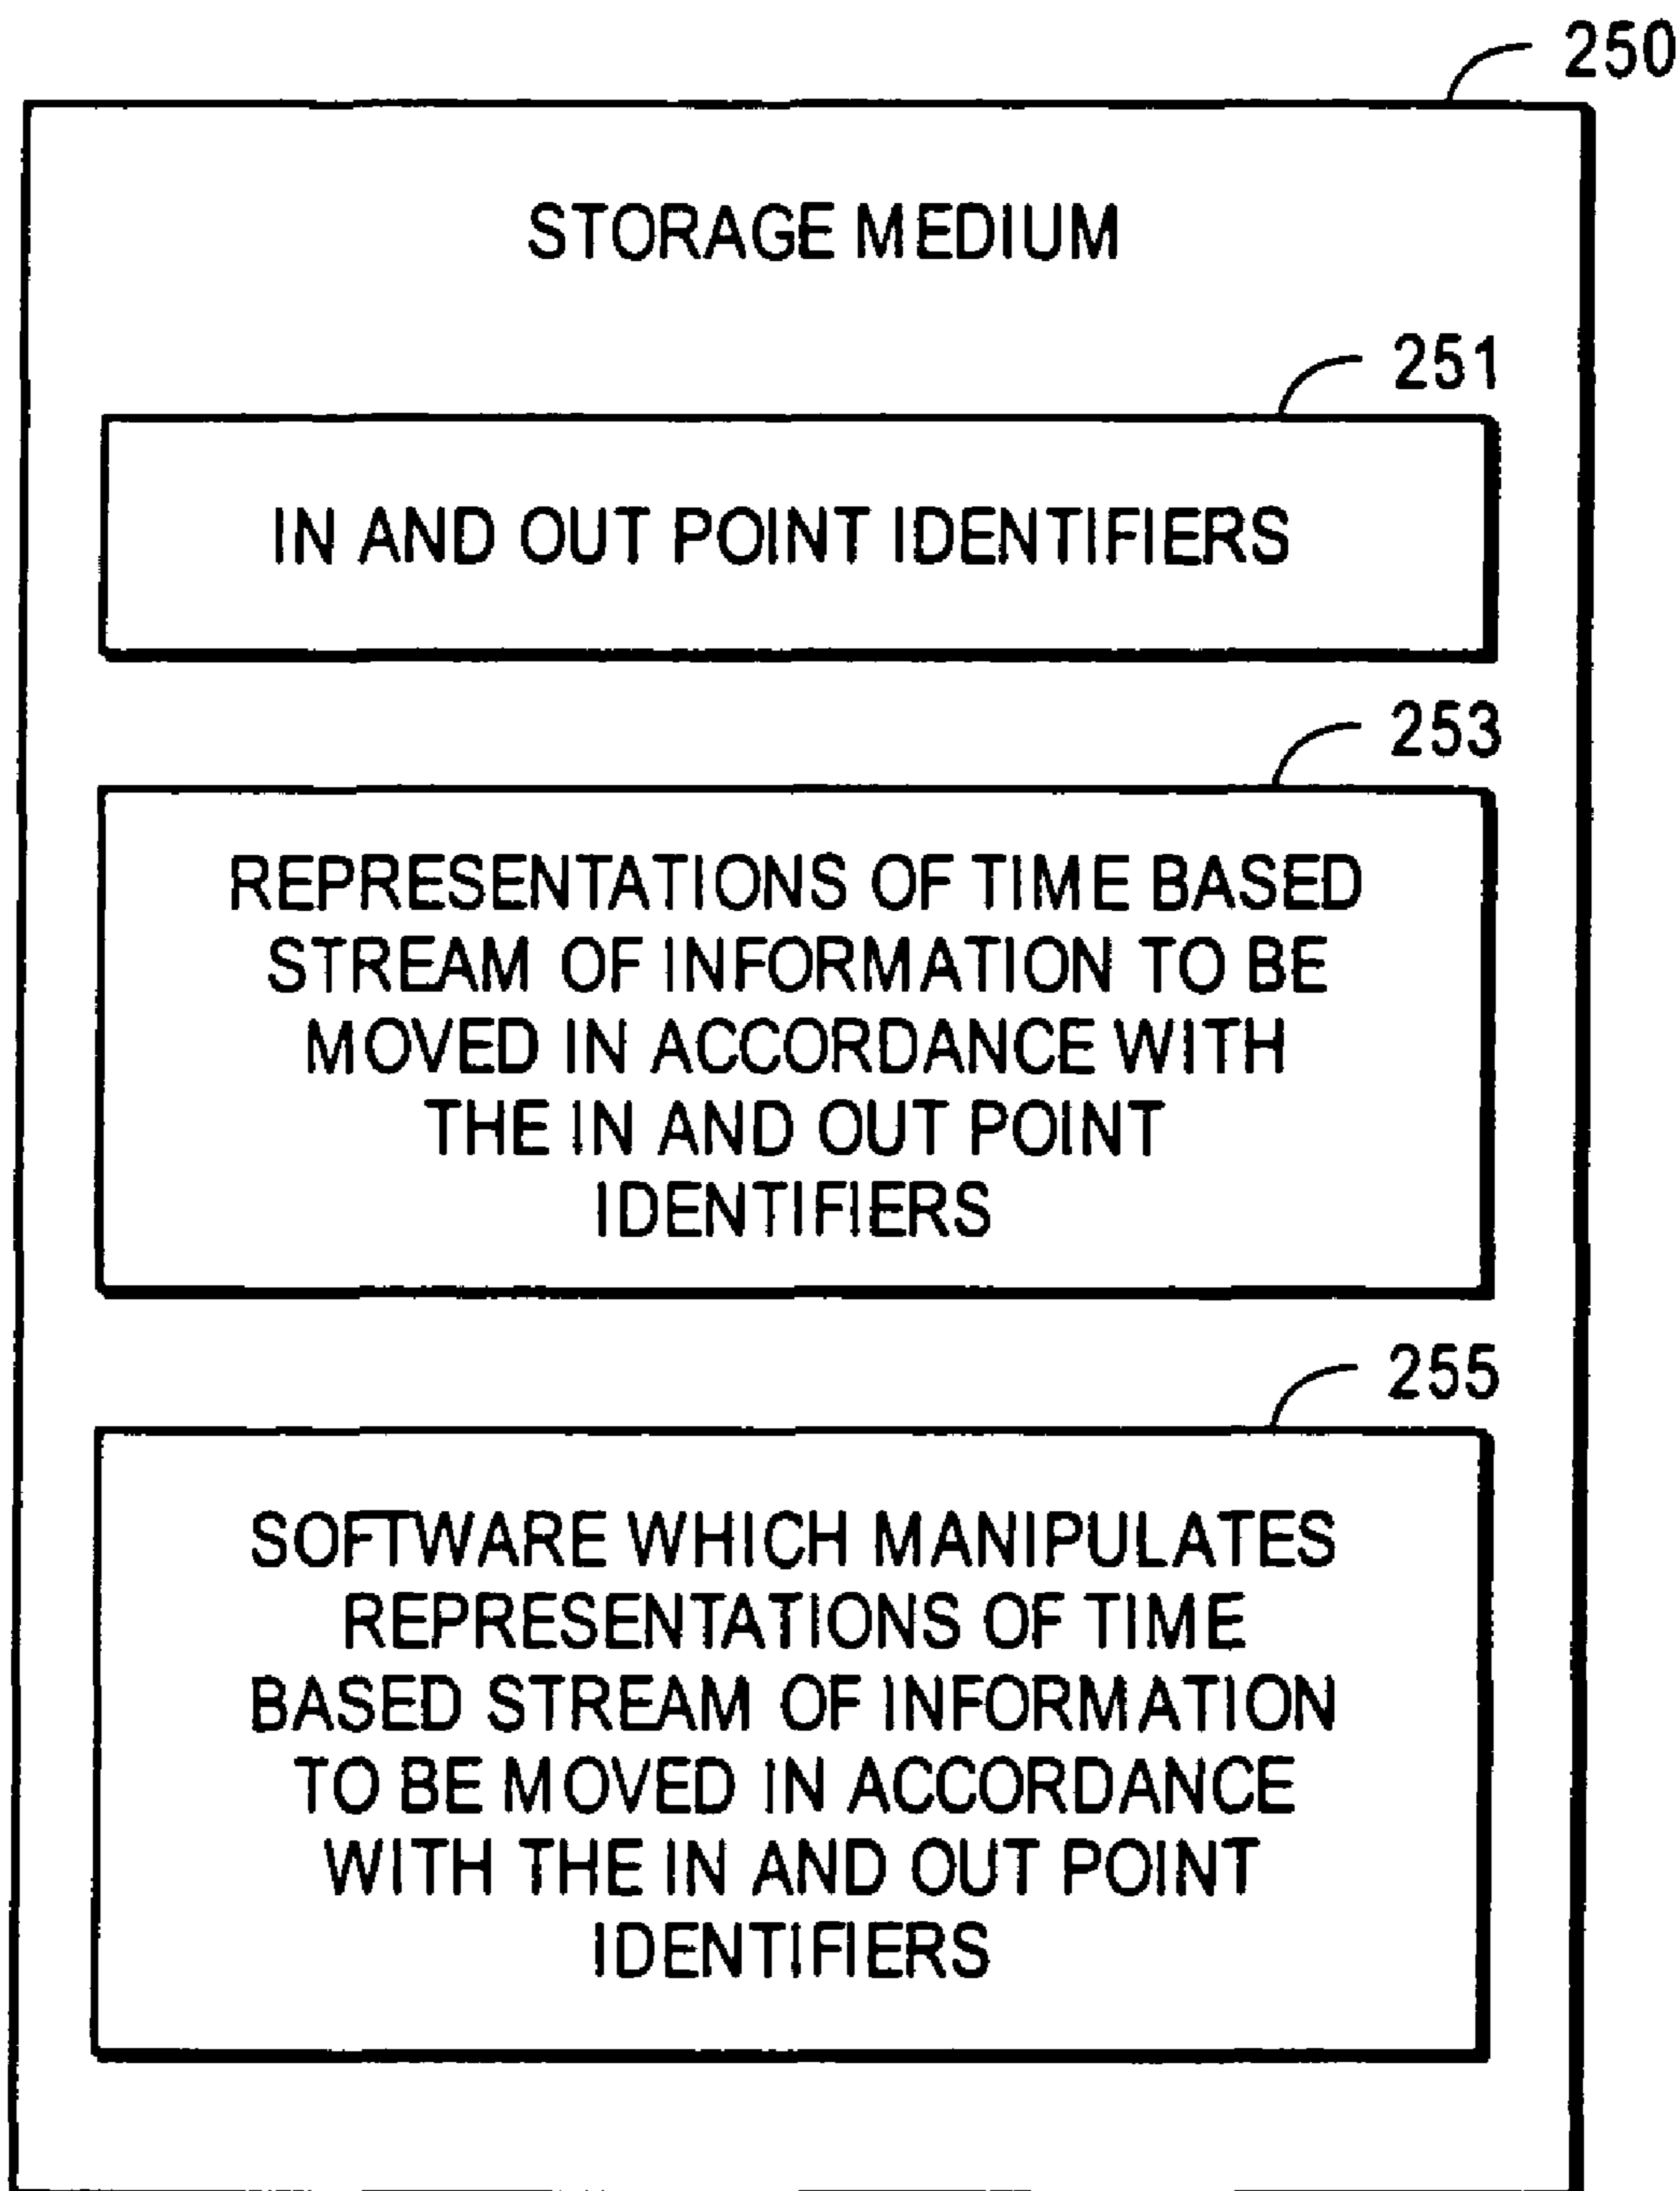 250
STORAGE MEDIUM
251
IN AND OUT POINT IDENTIFIERS
253
REPRESENTATIONS OF TIME BASED
STREAM OF INFORMATION TO BE
MOVED IN ACCORDANCE WITH
THE IN AND OUT POINT
IDENTIFIERS
255
SOFTWARE WHICH MANIPULATES
REPRESENTATIONS OF TIME
BASED STREAM OF INFORMATION
TO BE MOVED IN ACCORDANCE
WITH THE IN AND OUT POINT
IDENTIFIERS